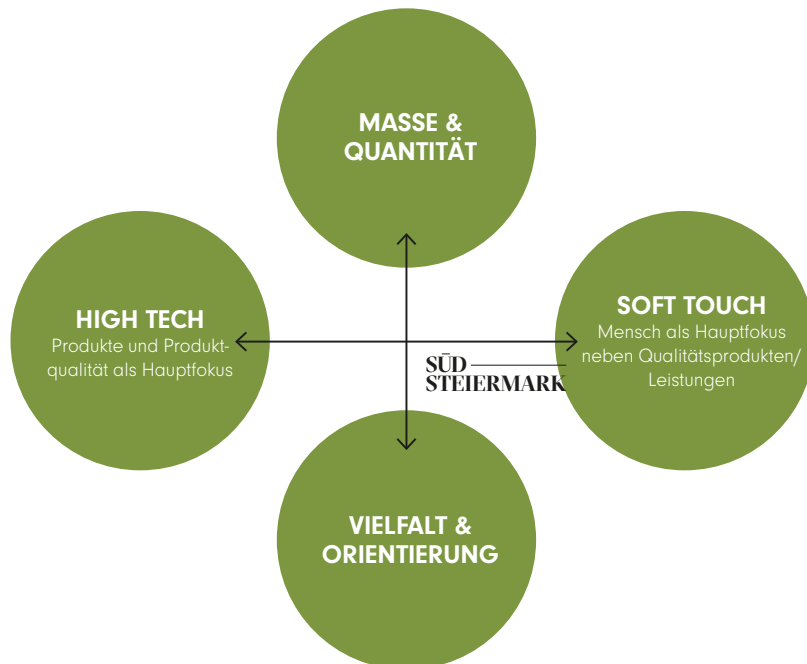 MASSE &
QUANTITÄT
HIGH TECH
Produkte und Produkt-
qualität als Hauptfokus
SOFT TOUCH
Mensch als Hauptfokus
neben Qualitätsprodukten/
Leistungen
SÜD
STEIERMARK
VIELFALT &
ORIENTIERUNG